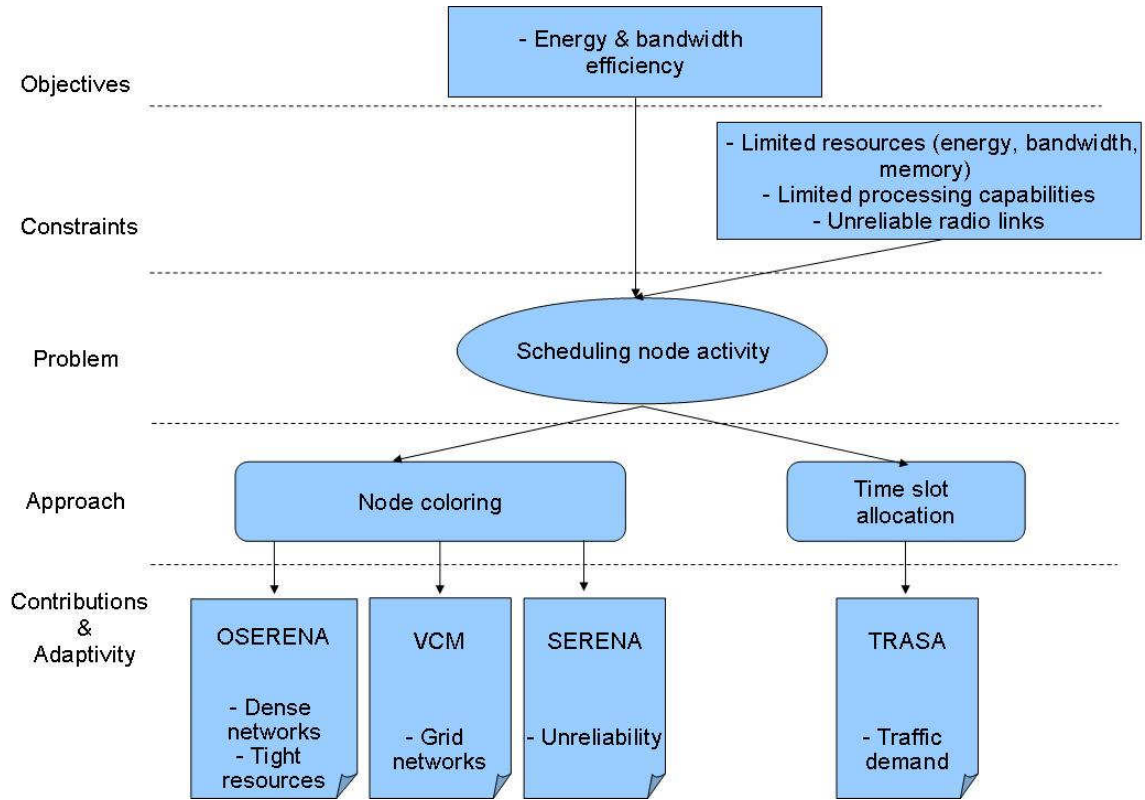 - Energy & bandwidth
efficiency
Objectives
- Limited resources (energy, bandwidth,
memory)
- Limited processing capabilities
- Unreliable radio links
Constraints
Scheduling node activity
Problem
Approach
Node coloring
Time slot
allocation
Contributions
&
Adaptivity
OSERENA
- Dense
networks
- Tight
resources
VCM
- Grid
networks
SERENA
- Unreliability
TRASA
- Traffic
demand